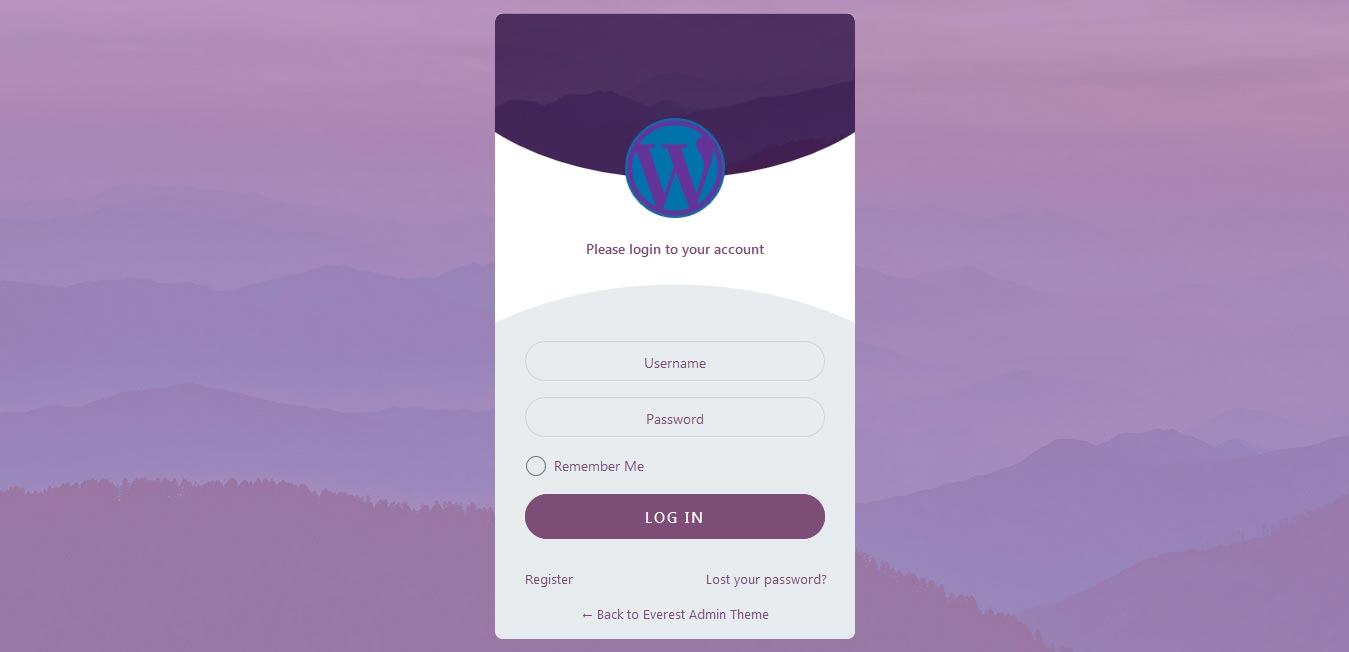 W
Please login to your account
Username
Password
Remember Me
LOG IN
Register Lost your password?
← Back to Everest Admin Theme